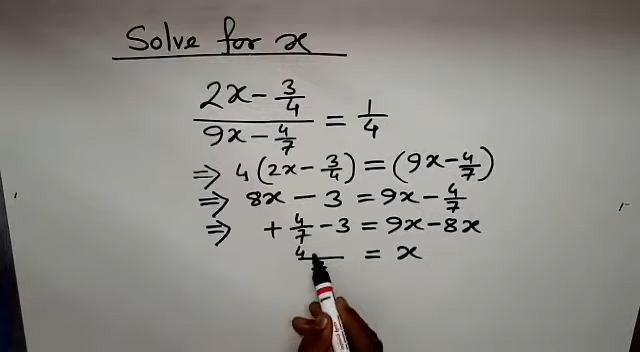 Solve for x
(2x - 3/4)/(9x - 4/7) = 1/4
⇒ 4(2x - 3/4) = (9x - 4/7)
⇒ 8x - 3 = 9x - 4/7
⇒ + 4/7 - 3 = 9x - 8x
4 = x